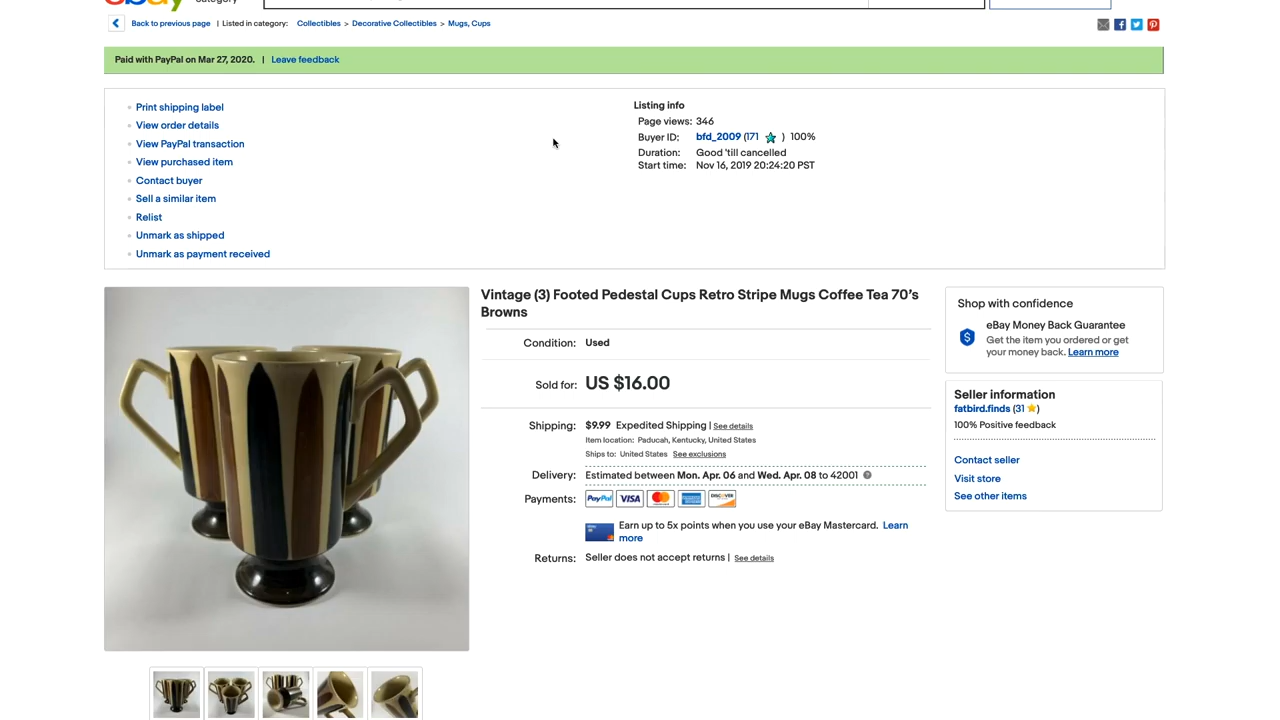 ebay
category
Back to previous page | Listed in category: Collectibles > Decorative Collectibles > Mugs, Cups
Paid with PayPal on Mar 27, 2020. | Leave feedback
Print shipping label
View order details
View PayPal transaction
View purchased item
Contact buyer
Sell a similar item
Relist
Unmark as shipped
Unmark as payment received
Listing info
Page views: 346
Buyer ID: bfd_2009 (171 ) 100%
Duration: Good 'till cancelled
Start time: Nov 16, 2019 20:24:20 PST
Vintage (3) Footed Pedestal Cups Retro Stripe Mugs Coffee Tea 70's
Browns
Condition: Used
Sold for: US $16.00
Shipping: $9.99 Expedited Shipping | See details
Item location: Paducah, Kentucky, United States
Ships to: United States See exclusions
Delivery: Estimated between Mon. Apr. 06 and Wed. Apr. 08 to 42001 ?
Payments: PayPal VISA MasterCard AMERICAN EXPRESS DISCOVER
Earn up to 5x points when you use your eBay Mastercard. Learn
more
Returns: Seller does not accept returns | See details
Shop with confidence
$
eBay Money Back Guarantee
Get the item you ordered or get
your money back. Learn more
Seller information
fatbird.finds (31 )
100% Positive feedback
Contact seller
Visit store
See other items